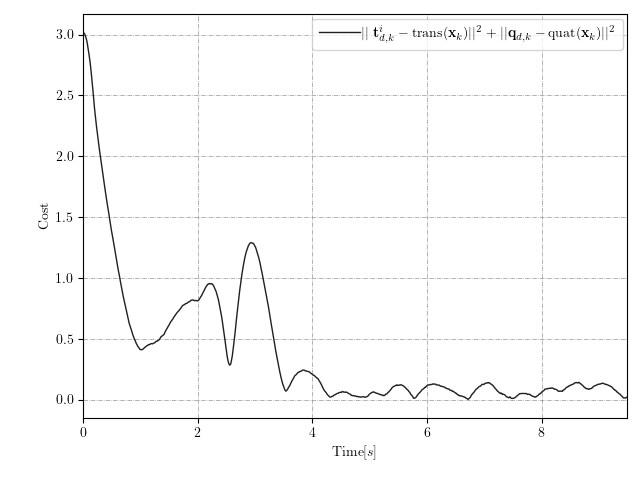 || t^i_{d,k} − trans(x_k)||² + ||q_{d,k} − quat(x_k)||²
3.0
2.5
2.0
1.5
1.0
0.5
0.0
Cost
0 2 4 6 8
Time[s]